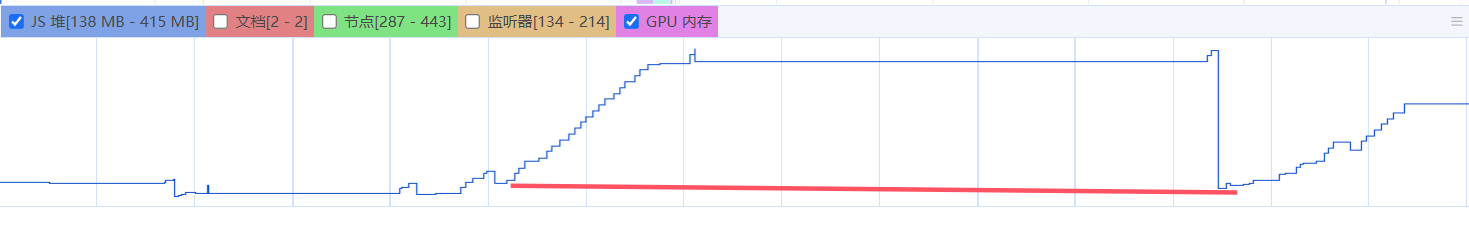 JS 堆[138 MB - 415 MB] 文档[2 - 2] 节点[287 - 443] 监听器[134 - 214] GPU 内存